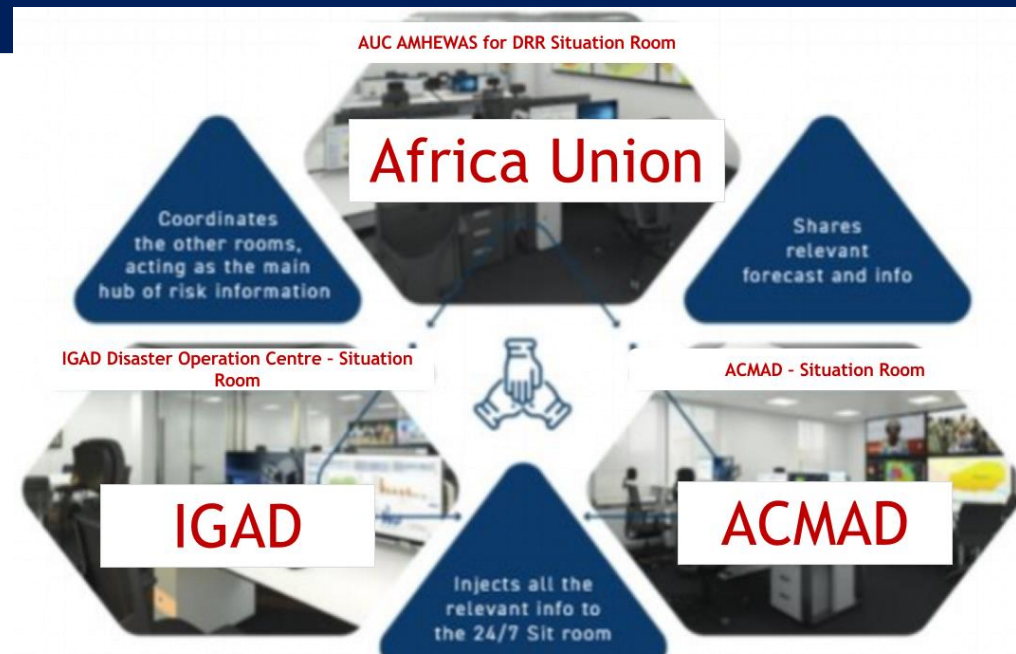 AUC AMHEWAS for DRR Situation Room
Africa Union
Coordinates
the other rooms,
acting as the main
hub of risk information
Shares
relevant
forecast and info
IGAD Disaster Operation Centre - Situation
Room
ACMAD - Situation Room
IGAD
ACMAD
Injects all the
relevant info to
the 24/7 Sit room